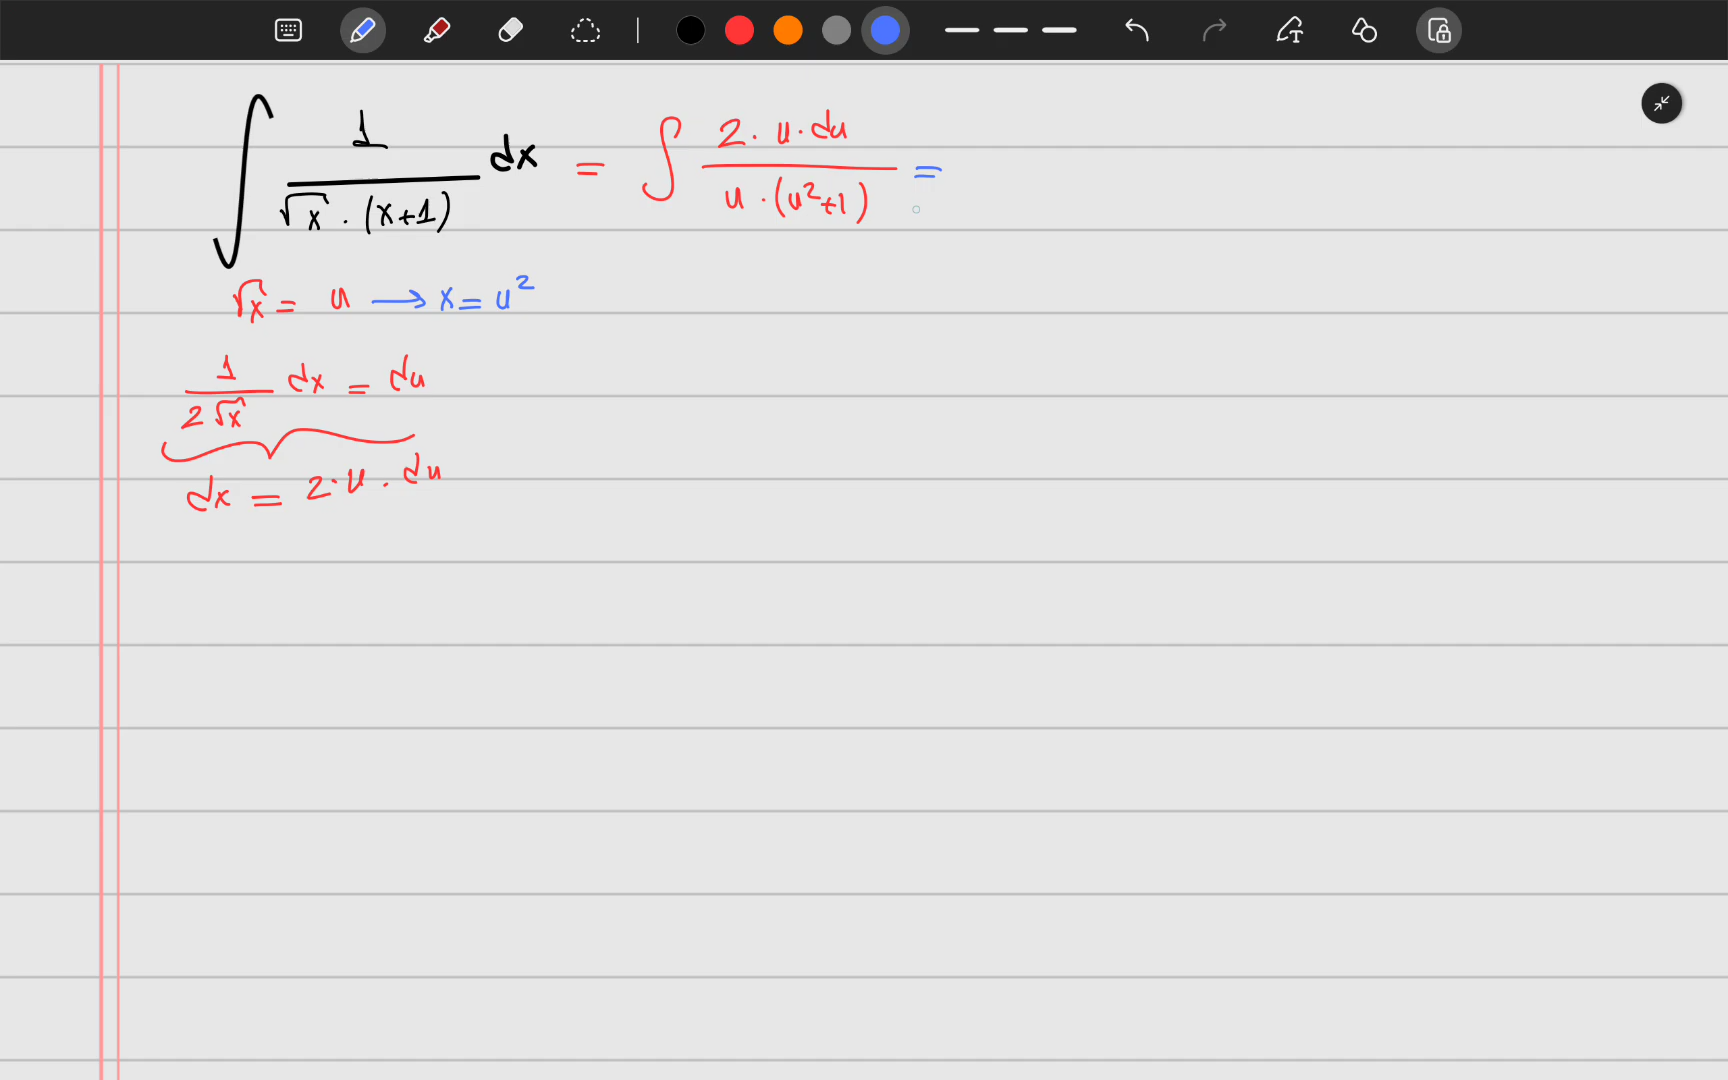 ∫ 1 / (√x · (x+1)) dx = ∫ 2 · u · du / (u · (u²+1)) =
√x = u → x = u²
1 / (2√x) dx = du
dx = 2 · u · du